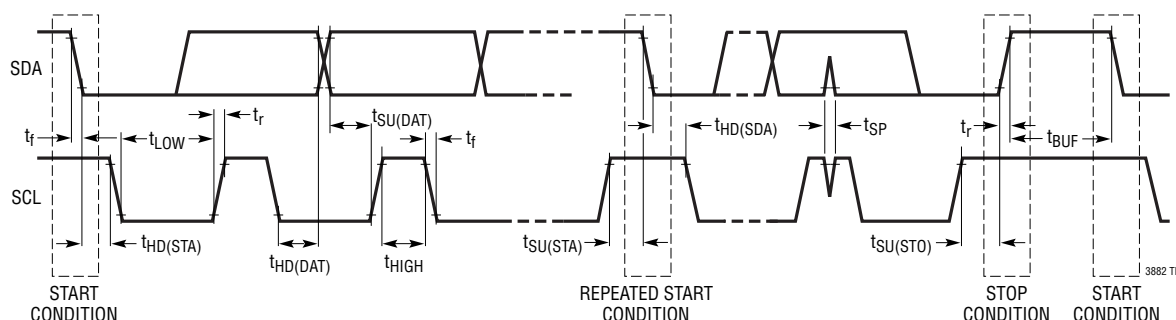 SDA
tf
tLOW
tr
tSU(DAT)
tf
tHD(SDA)
tSP
tr
tBUF
SCL
tHD(STA)
tHD(DAT)
tHIGH
tSU(STA)
tSU(STO)
3882
START
CONDITION
REPEATED START
CONDITION
STOP
CONDITION
START
CONDITION